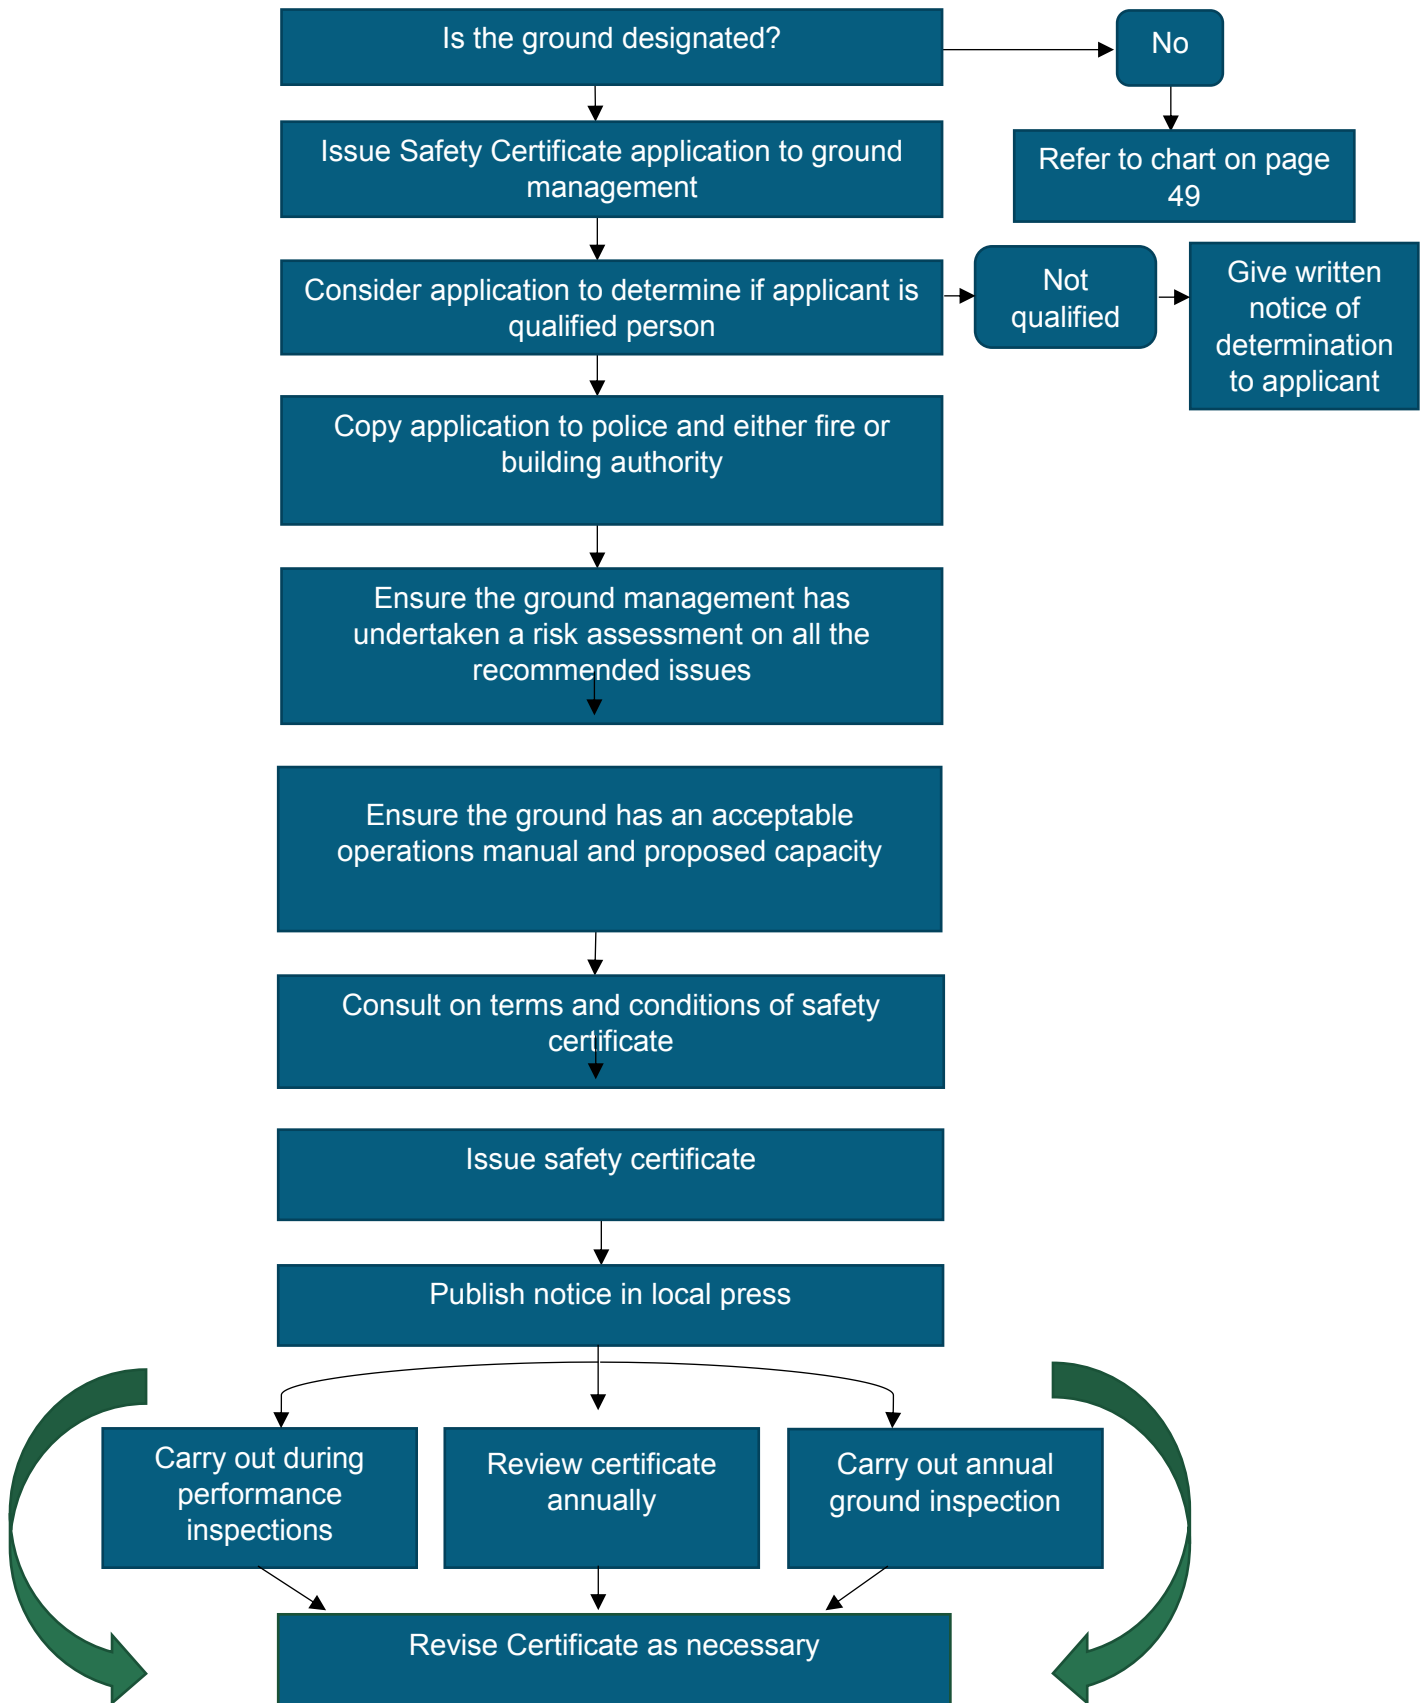 Is the ground designated?
No
Issue Safety Certificate application to ground
management
Refer to chart on page
49
Consider application to determine if applicant is
qualified person
Not
qualified
Give written
notice of
determination
to applicant
Copy application to police and either fire or
building authority
Ensure the ground management has
undertaken a risk assessment on all the
recommended issues
Ensure the ground has an acceptable
operations manual and proposed capacity
Consult on terms and conditions of safety
certificate
Issue safety certificate
Publish notice in local press
Carry out during
performance
inspections
Review certificate
annually
Carry out annual
ground inspection
Revise Certificate as necessary